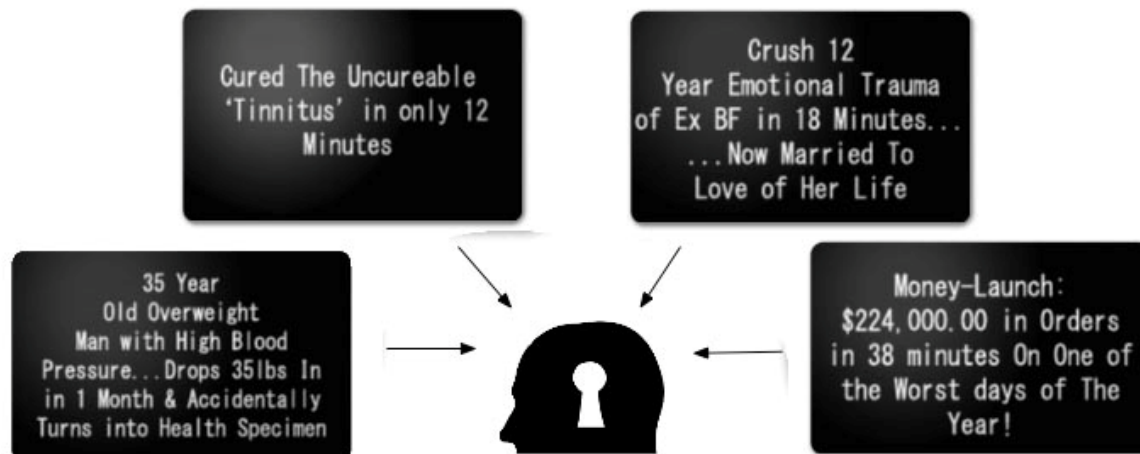 Cured The Uncureable
‘Tinnitus’ in only 12
Minutes
Crush 12
Year Emotional Trauma
of Ex BF in 18 Minutes...
...Now Married To
Love of Her Life
35 Year
Old Overweight
Man with High Blood
Pressure...Drops 35lbs In
in 1 Month & Accidentally
Turns into Health Specimen
Money-Launch:
$224,000.00 in Orders
in 38 minutes On One of
the Worst days of The
Year!